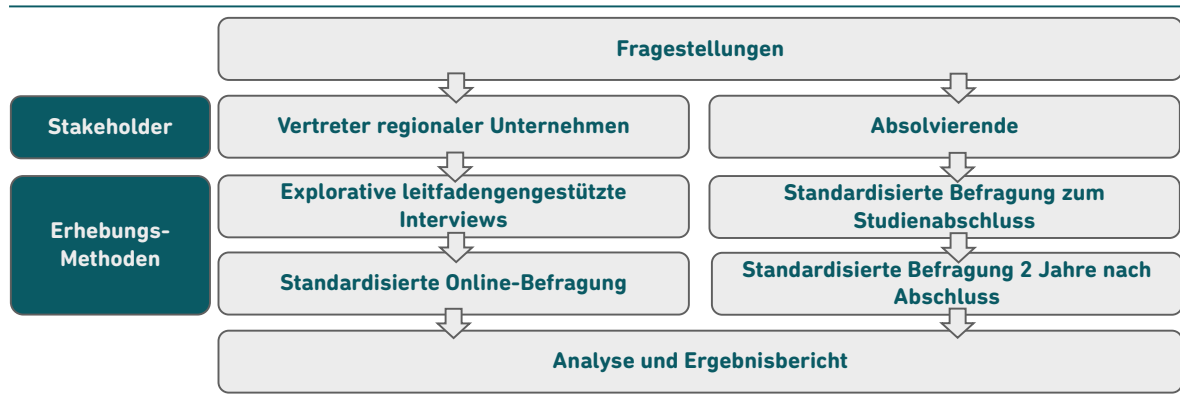 Fragestellungen
Stakeholder
Vertreter regionaler Unternehmen
Absolvierende
Erhebungs-
Methoden
Explorative leitfadengengestützte
Interviews
Standardisierte Befragung zum
Studienabschluss
Standardisierte Online-Befragung
Standardisierte Befragung 2 Jahre nach
Abschluss
Analyse und Ergebnisbericht